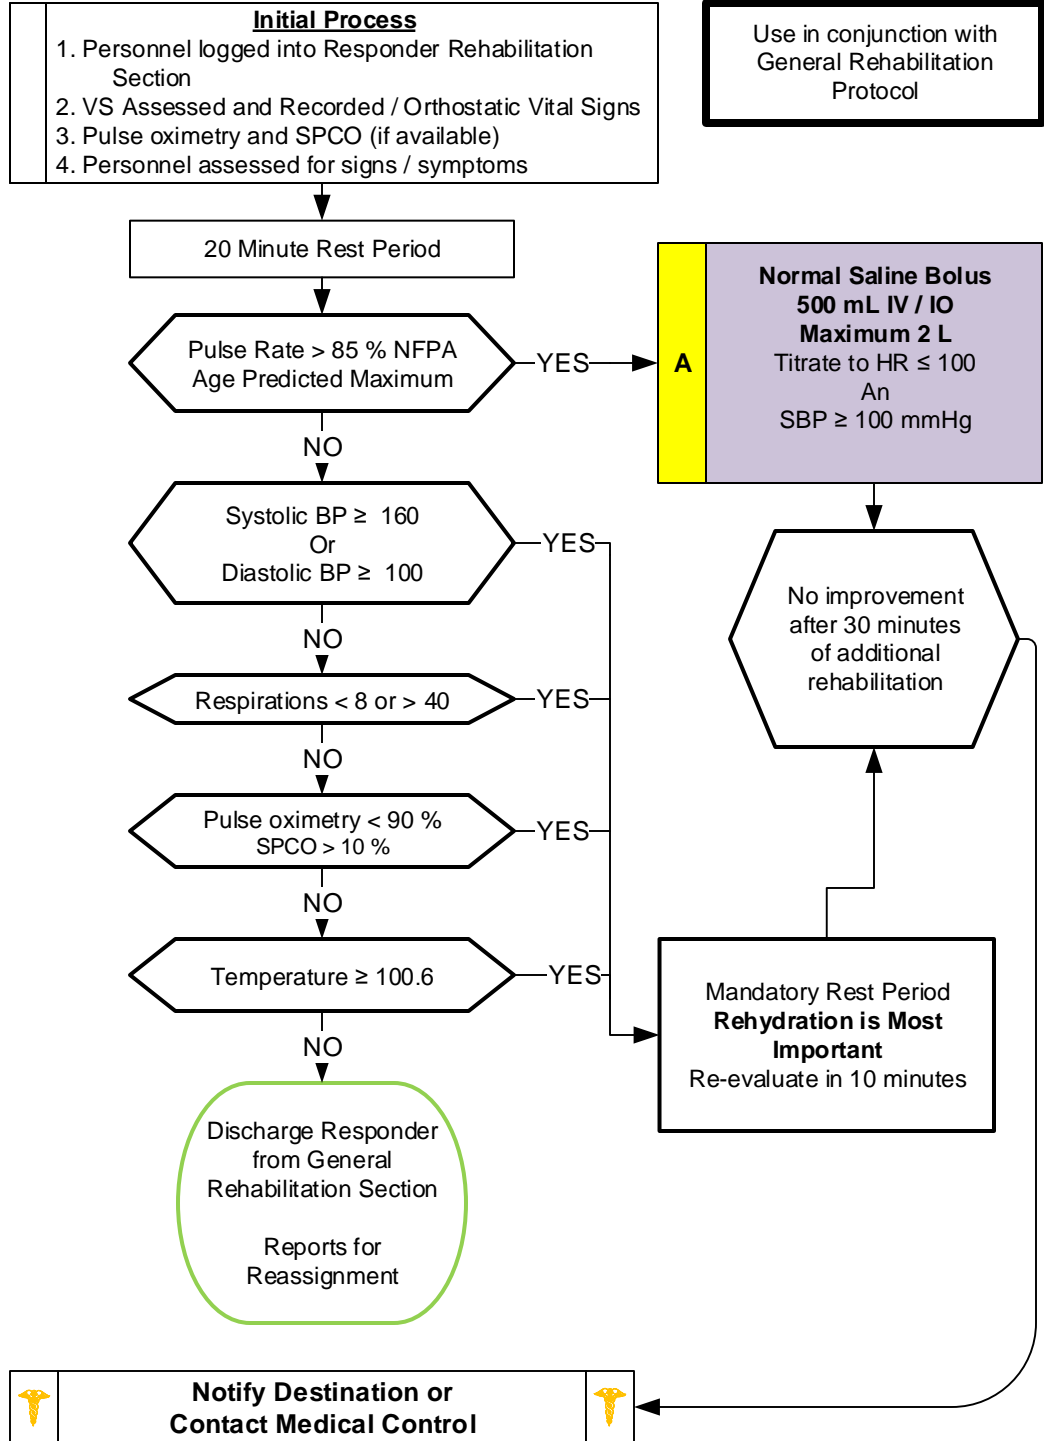 Initial Process
1. Personnel logged into Responder Rehabilitation
Section
2. VS Assessed and Recorded / Orthostatic Vital Signs
3. Pulse oximetry and SPCO (if available)
4. Personnel assessed for signs / symptoms
Use in conjunction with
General Rehabilitation
Protocol
20 Minute Rest Period
Pulse Rate > 85 % NFPA
Age Predicted Maximum
YES
A
Normal Saline Bolus
500 mL IV / IO
Maximum 2 L
Titrate to HR ≤ 100
An
SBP ≥ 100 mmHg
NO
Systolic BP ≥ 160
Or
Diastolic BP ≥ 100
YES
No improvement
after 30 minutes
of additional
rehabilitation
NO
Respirations < 8 or > 40
YES
NO
Pulse oximetry < 90 %
SPCO > 10 %
YES
NO
Temperature ≥ 100.6
YES
Mandatory Rest Period
Rehydration is Most
Important
Re-evaluate in 10 minutes
NO
Discharge Responder
from General
Rehabilitation Section
Reports for
Reassignment
Notify Destination or
Contact Medical Control